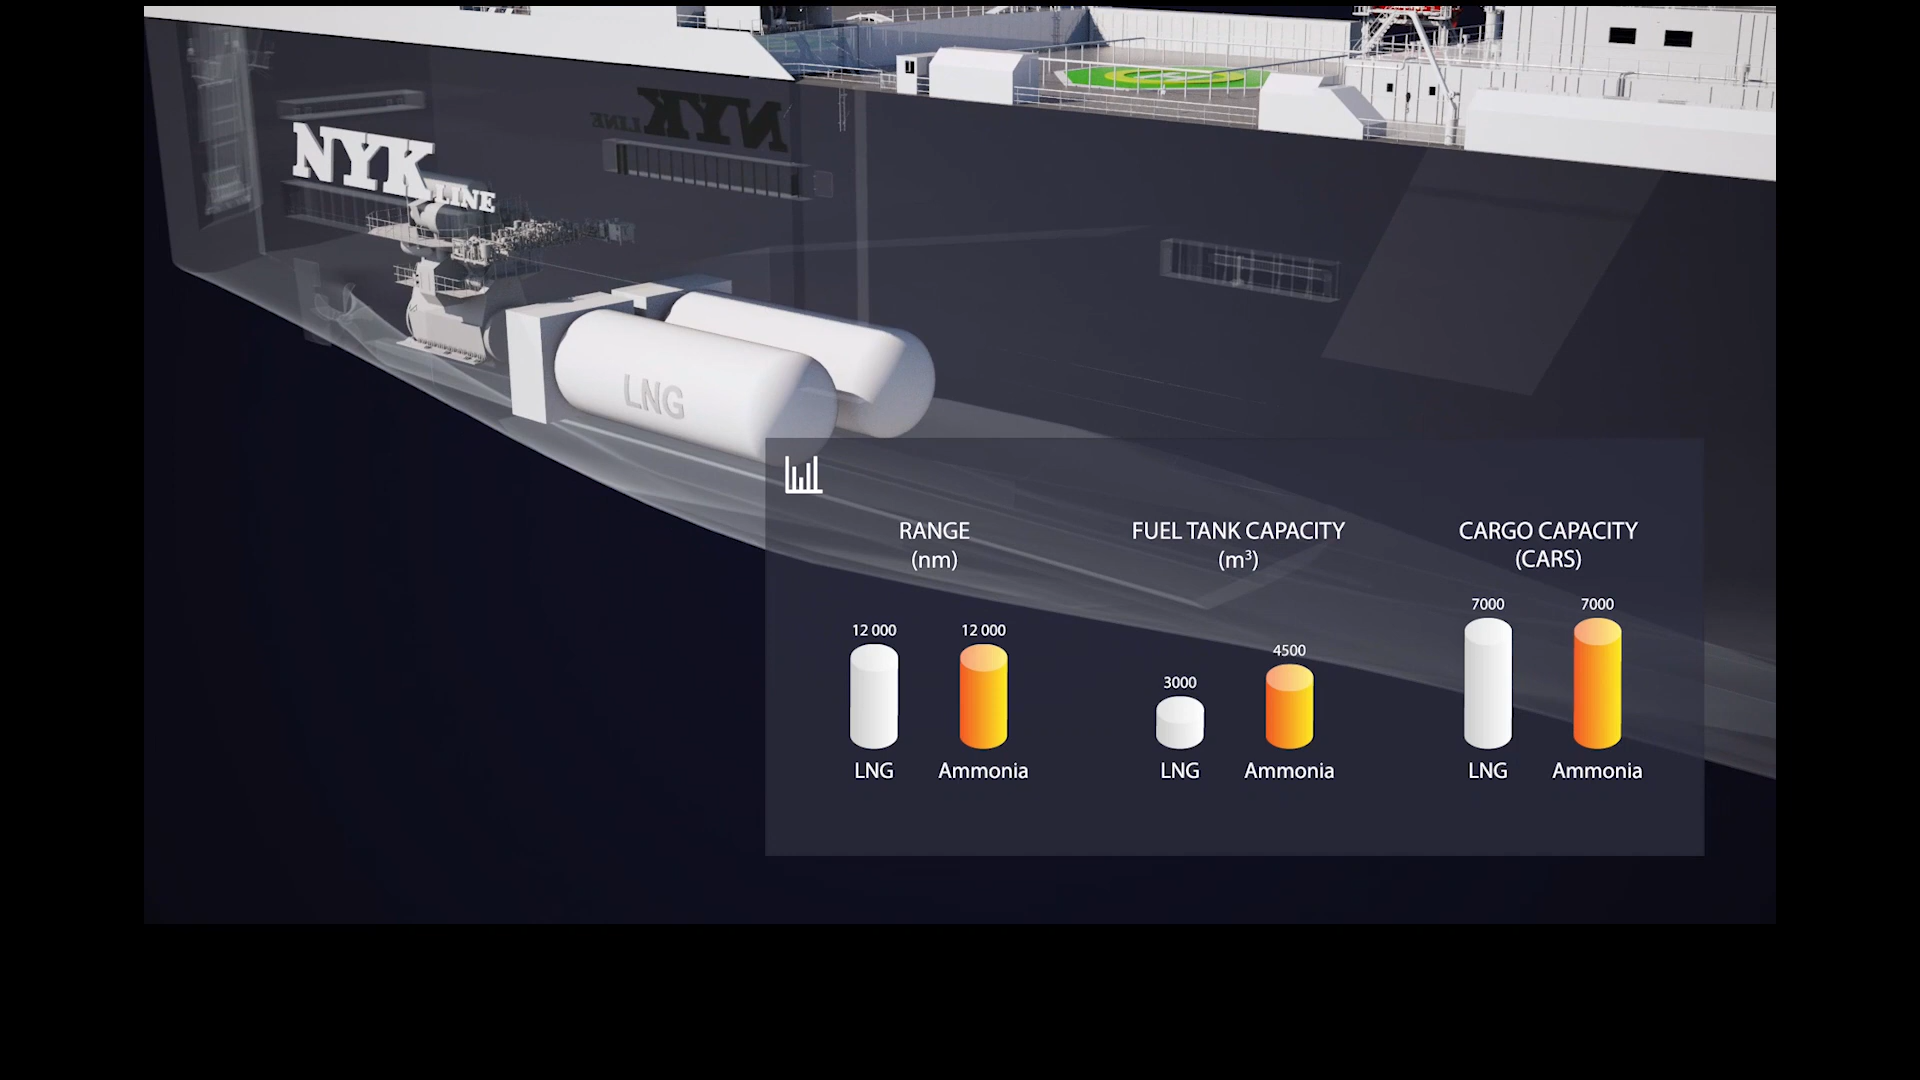 NYK
LINE
NYK
LINE
LNG
RANGE
(nm)
12 000
12 000
LNG
Ammonia
FUEL TANK CAPACITY
(m³)
3000
4500
LNG
Ammonia
CARGO CAPACITY
(CARS)
7000
7000
LNG
Ammonia